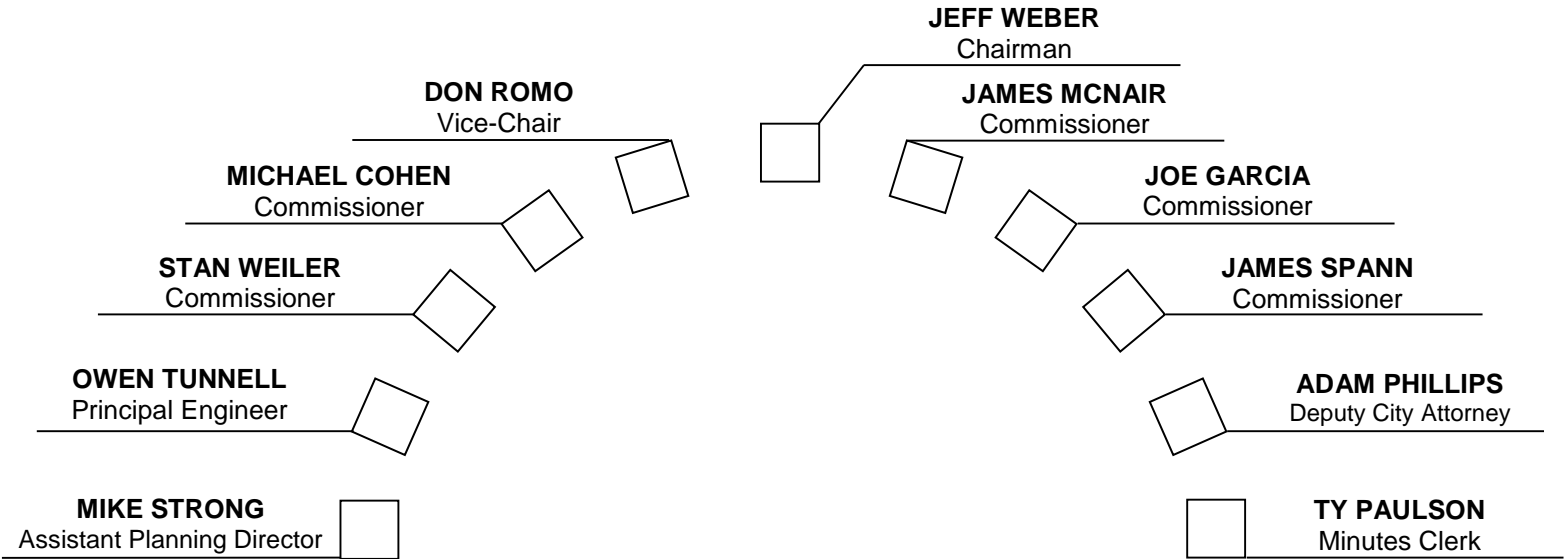 JEFF WEBER
Chairman
DON ROMO
Vice-Chair
JAMES MCNAIR
Commissioner
MICHAEL COHEN
Commissioner
JOE GARCIA
Commissioner
STAN WEILER
Commissioner
JAMES SPANN
Commissioner
OWEN TUNNELL
Principal Engineer
ADAM PHILLIPS
Deputy City Attorney
MIKE STRONG
Assistant Planning Director
TY PAULSON
Minutes Clerk